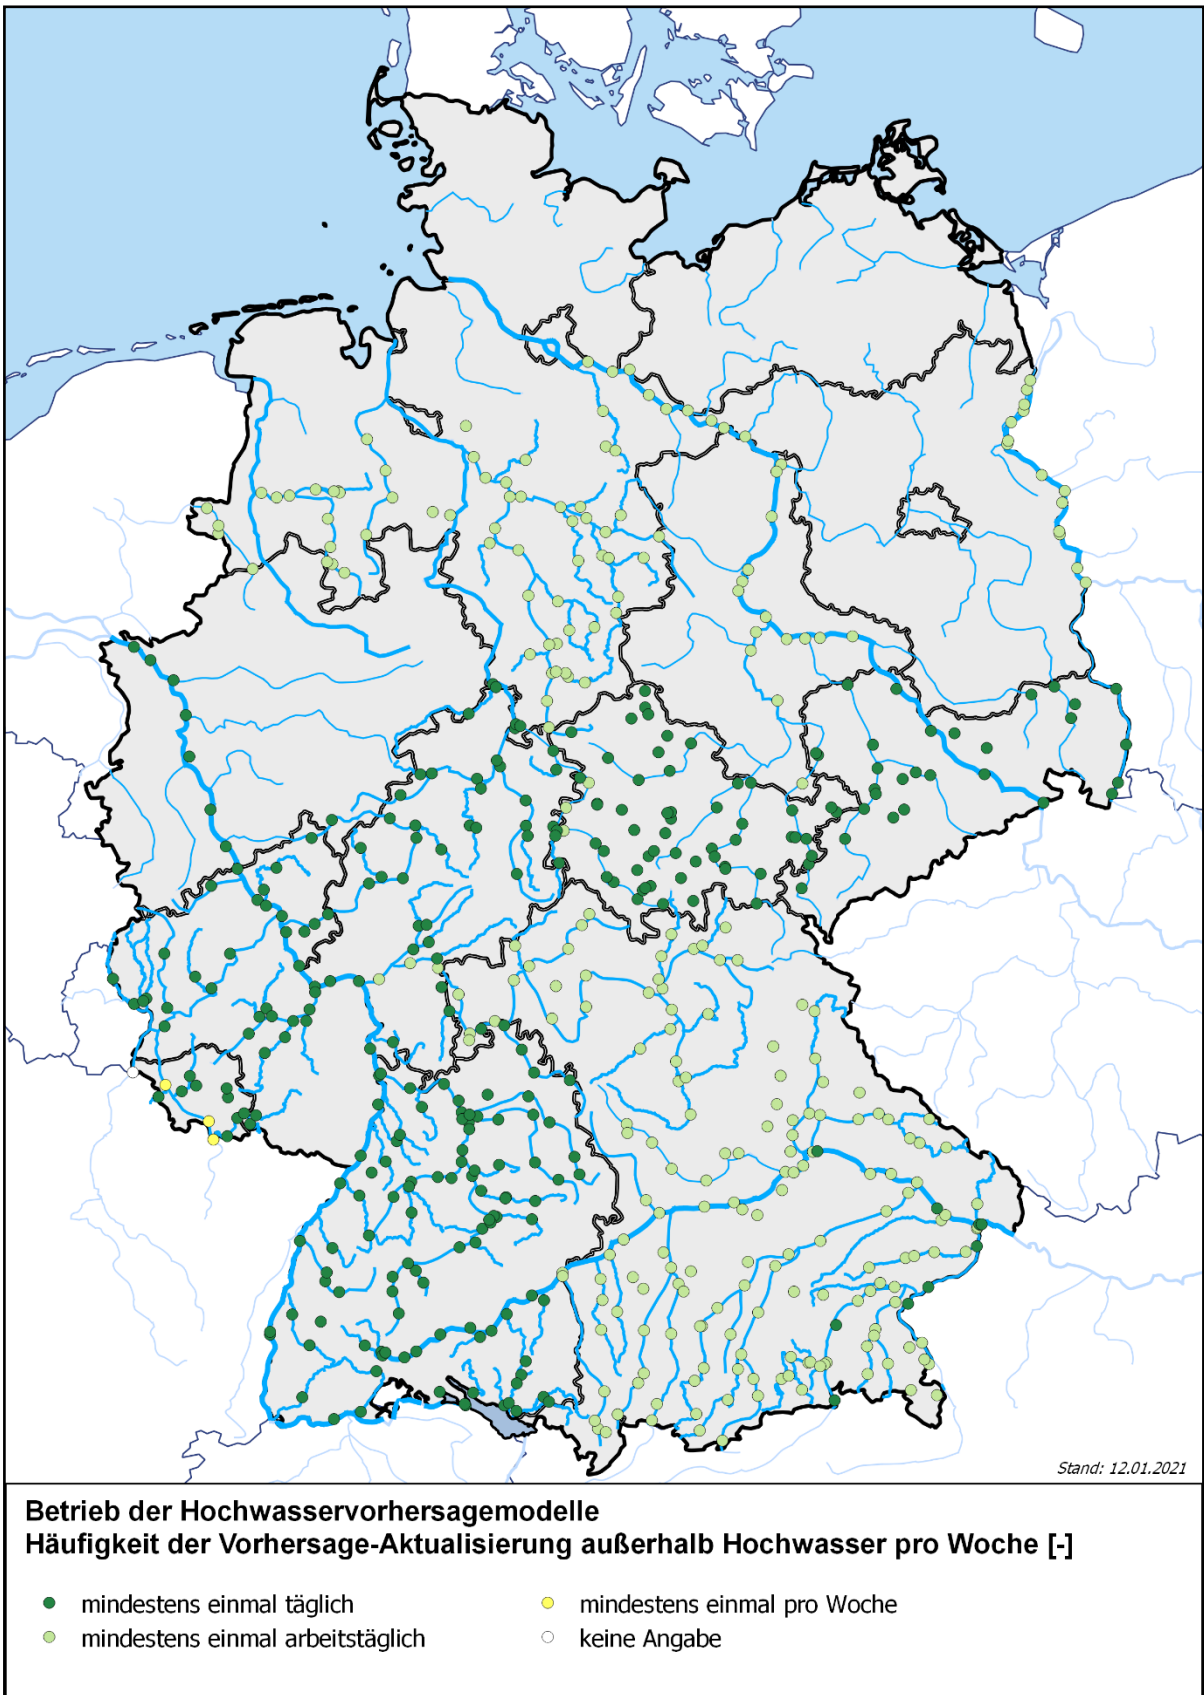 Stand: 12.01.2021
Betrieb der Hochwasservorhersagemodelle
Häufigkeit der Vorhersage-Aktualisierung außerhalb Hochwasser pro Woche [-]
mindestens einmal täglich
mindestens einmal arbeitstäglich
mindestens einmal pro Woche
keine Angabe